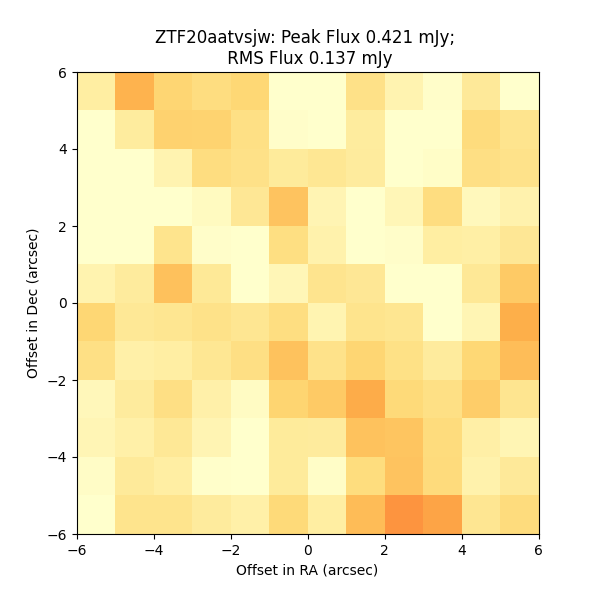 ZTF20aatvsjw: Peak Flux 0.421 mJy;
RMS Flux 0.137 mJy
6
4
2
0
−2
−4
−6
Offset in Dec (arcsec)
−6 −4 −2 0 2 4 6
Offset in RA (arcsec)